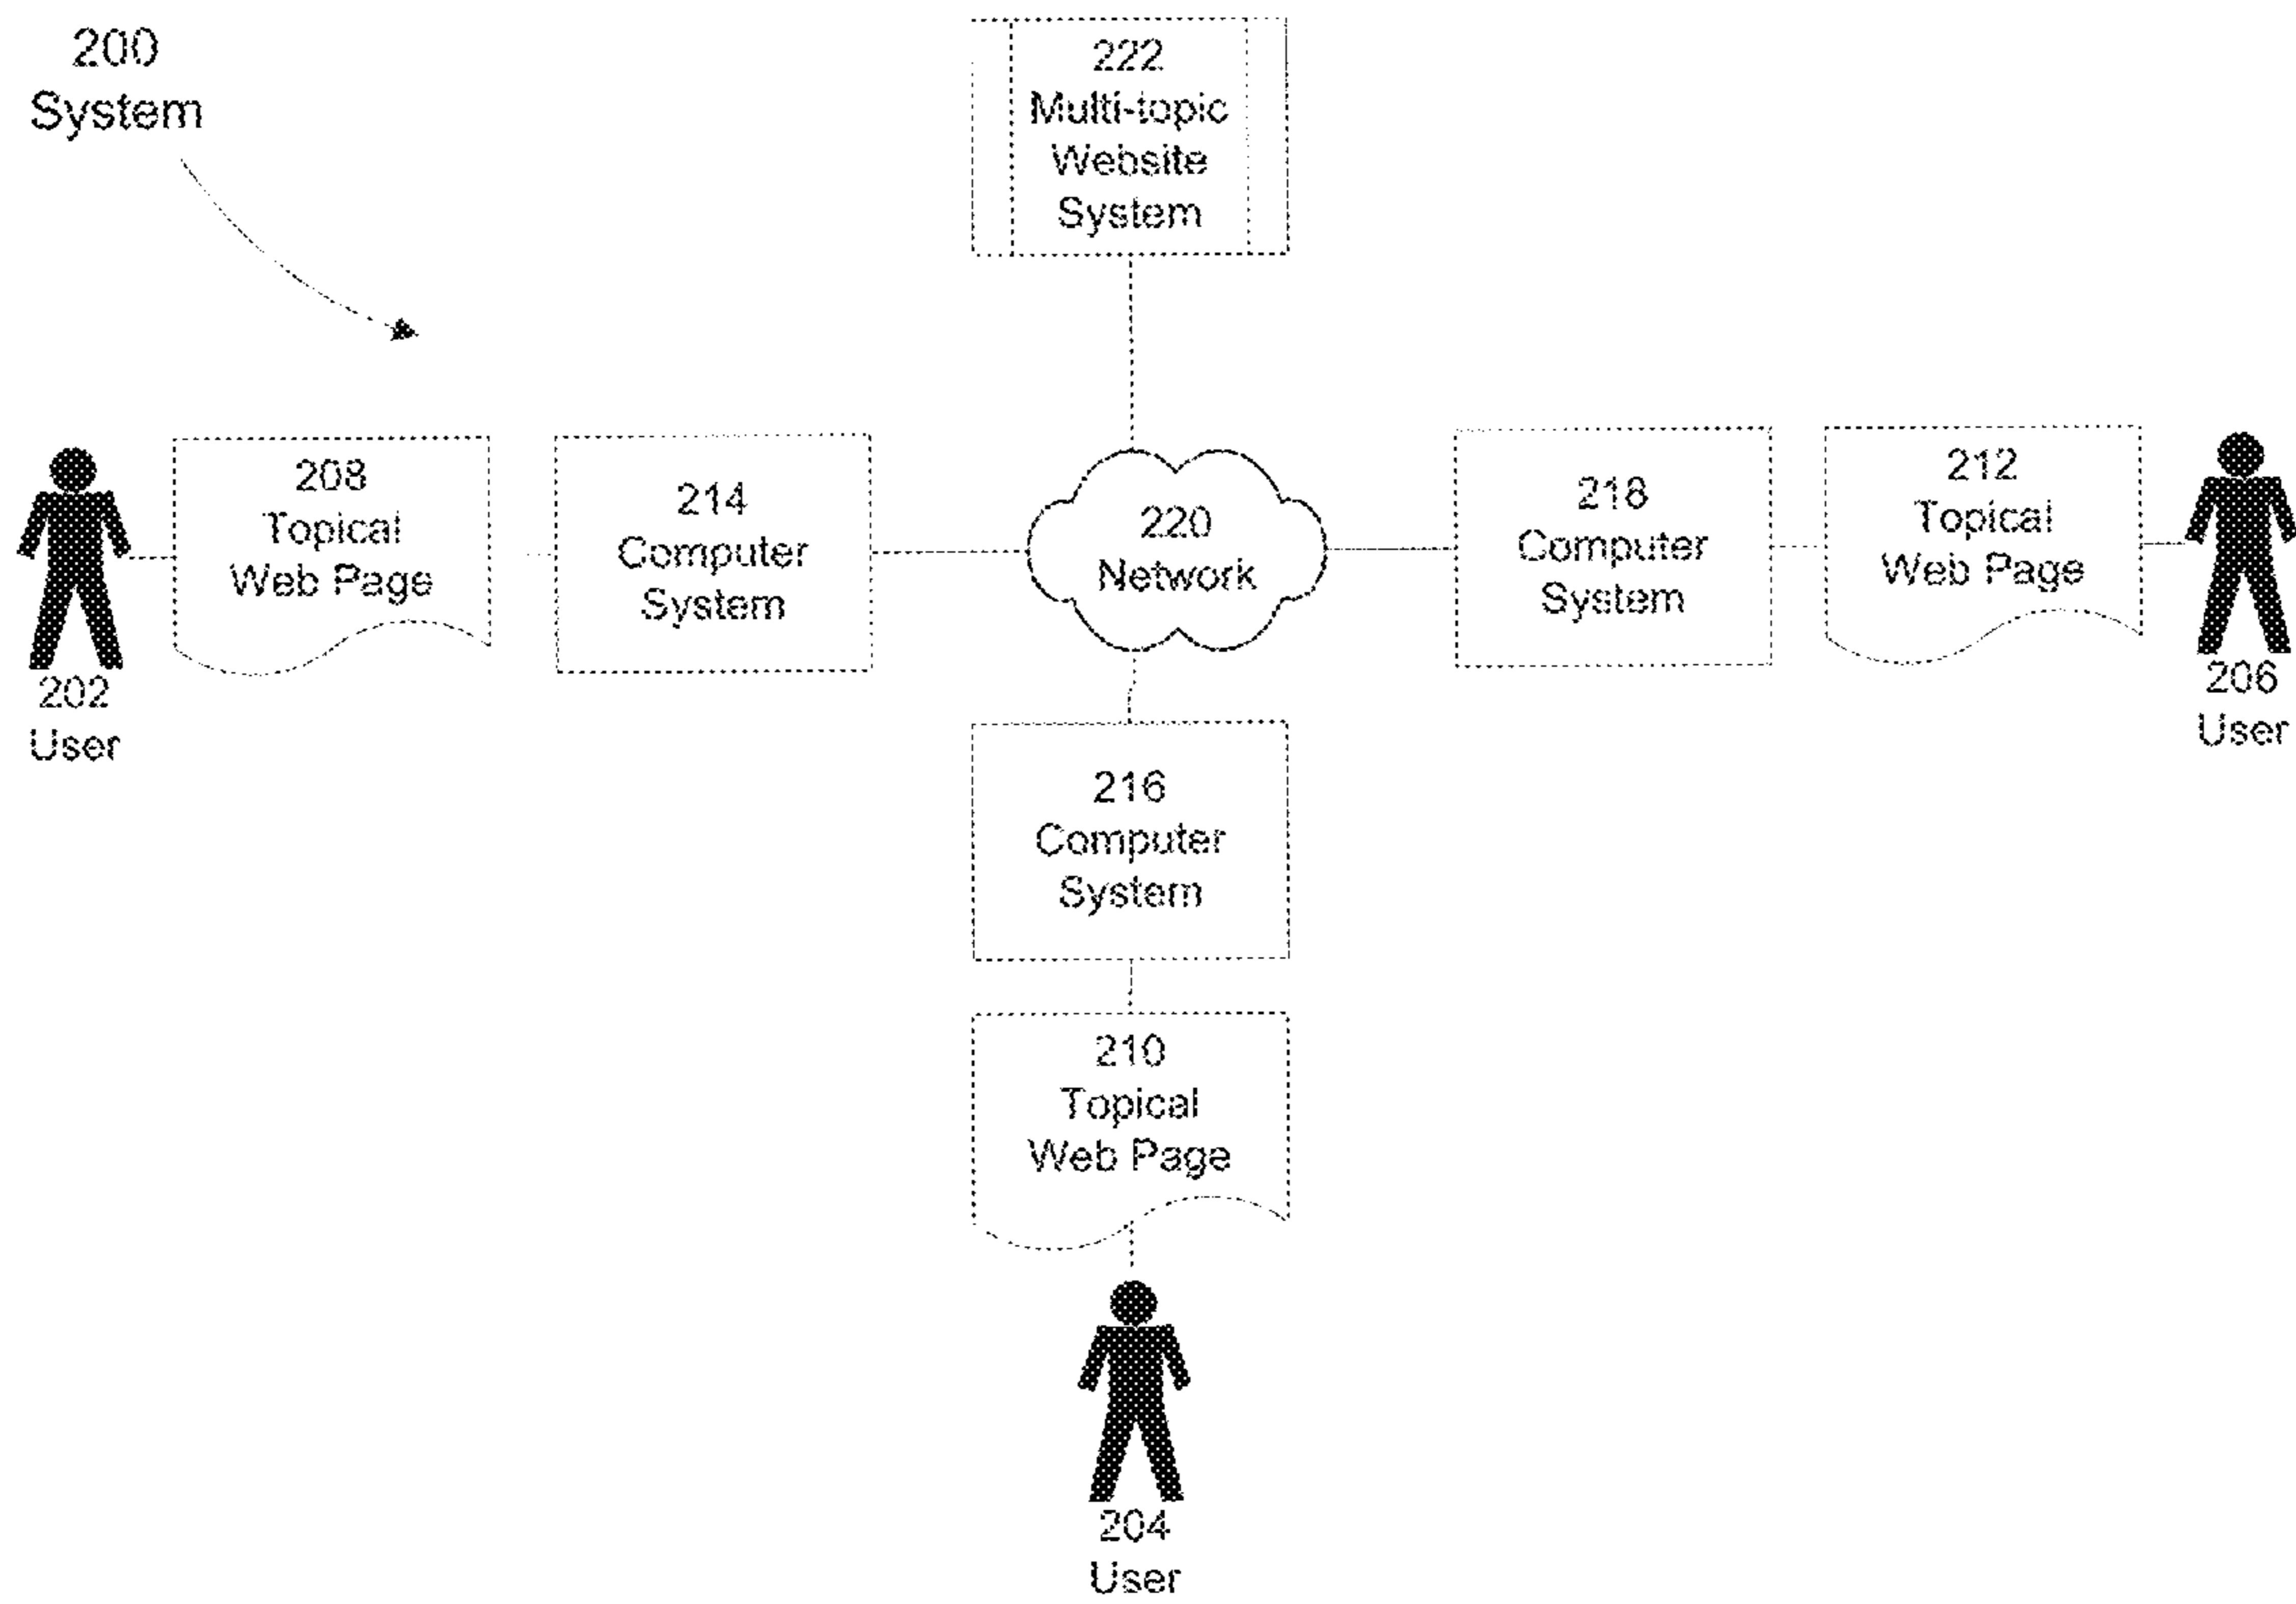 200
System
222
Multi-topic
Website
System
208
Topical
Web Page
214
Computer
System
220
Network
218
Computer
System
212
Topical
Web Page
202
User
206
User
216
Computer
System
210
Topical
Web Page
204
User